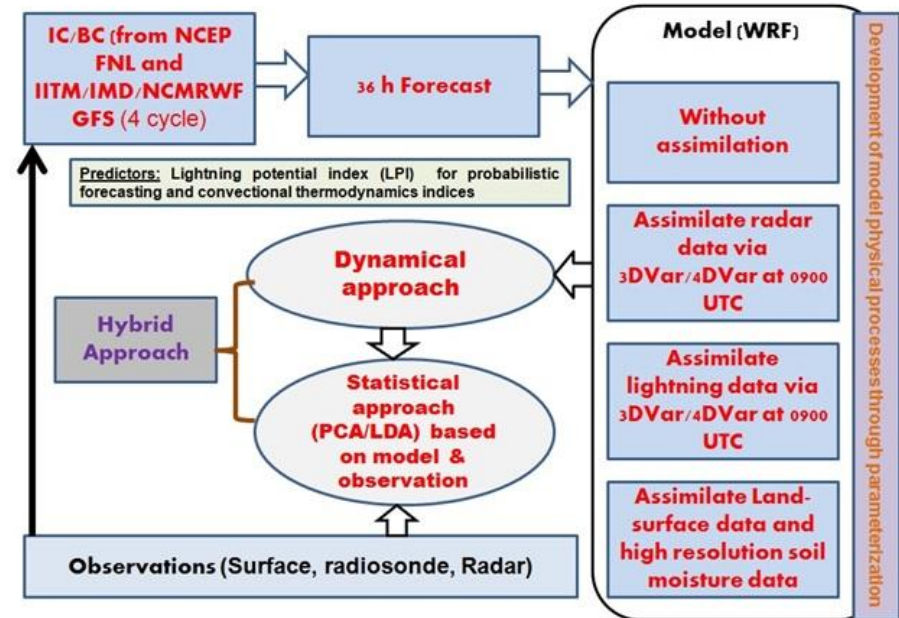 IC/BC (from NCEP
FNL and
IITM/IMD/NCMRWF
GFS (4 cycle)
36 h Forecast
Model (WRF)
Without
assimilation
Assimilate radar
data via
3DVar/4DVar at 0900
UTC
Assimilate
lightning data via
3DVar/4DVar at 0900
UTC
Assimilate Land-
surface data and
high resolution soil
moisture data
Development of model physical processes through parameterization
Predictors: Lightning potential index (LPI) for probabilistic
forecasting and convectional thermodynamics indices
Dynamical
approach
Hybrid
Approach
Statistical
approach
(PCA/LDA) based
on model &
observation
Observations (Surface, radiosonde, Radar)